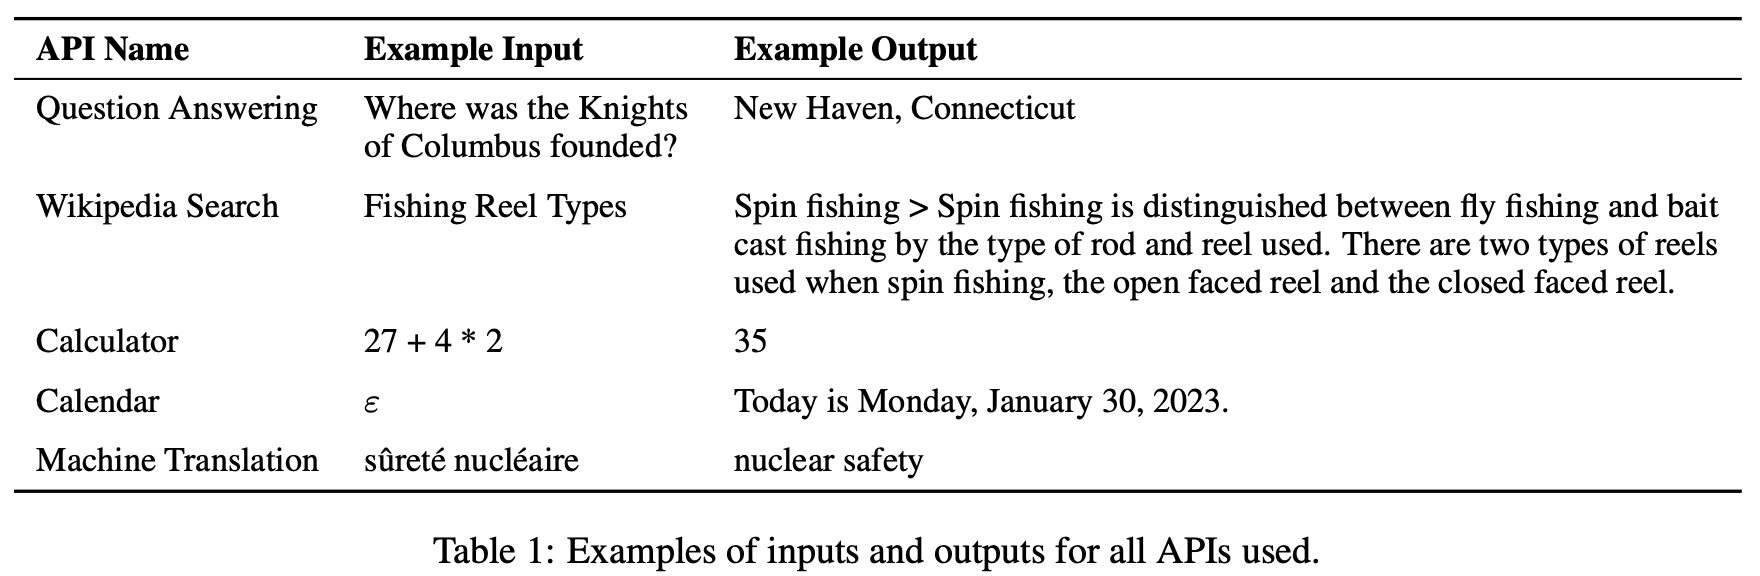 API Name Example Input Example Output
Question Answering Where was the Knights New Haven, Connecticut
of Columbus founded?
Wikipedia Search Fishing Reel Types Spin fishing > Spin fishing is distinguished between fly fishing and bait
cast fishing by the type of rod and reel used. There are two types of reels
used when spin fishing, the open faced reel and the closed faced reel.
Calculator 27 + 4 * 2 35
Calendar ε Today is Monday, January 30, 2023.
Machine Translation sûreté nucléaire nuclear safety
Table 1: Examples of inputs and outputs for all APIs used.